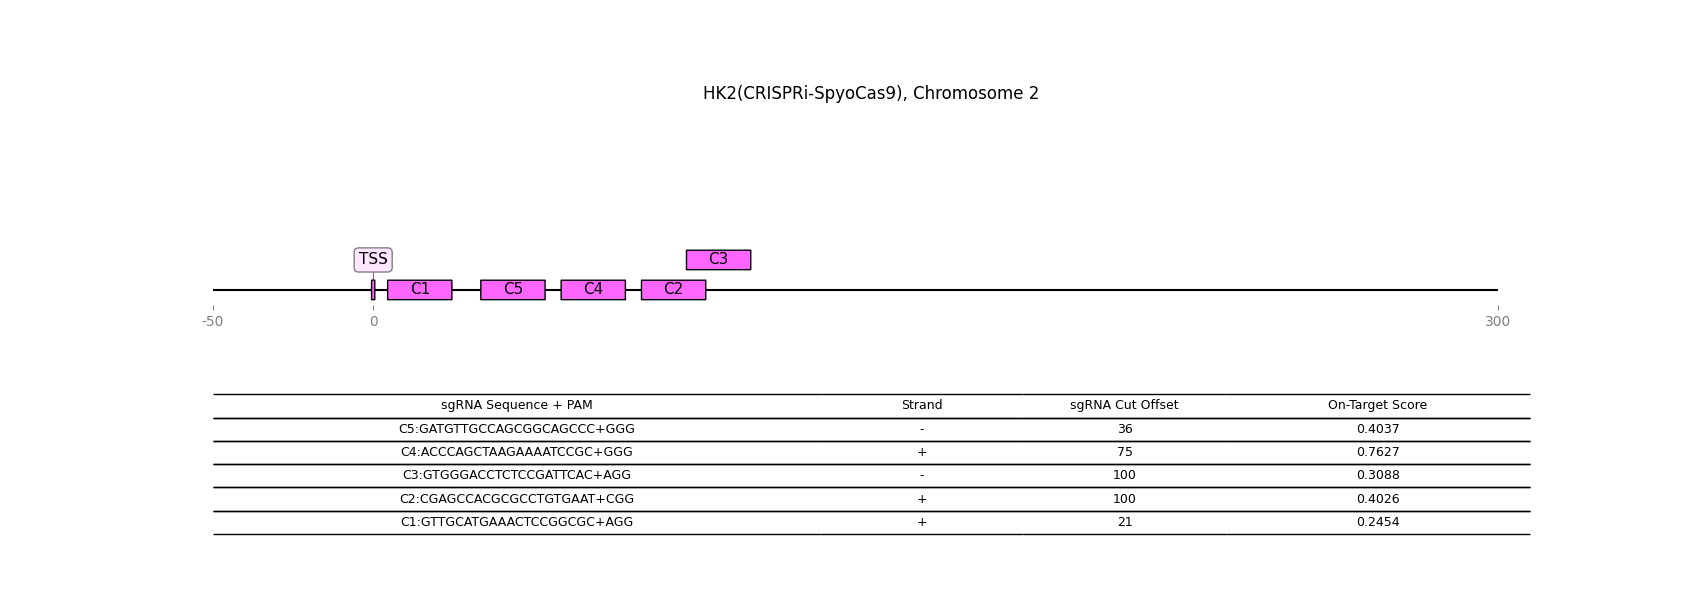 HK2(CRISPRi-SpyoCas9), Chromosome 2
TSS C3
C1 C5 C4 C2
-50 0 300
sgRNA Sequence + PAM Strand sgRNA Cut Offset On-Target Score
C5:GATGTTGCCAGCGGCAGCCC+GGG - 36 0.4037
C4:ACCCAGCTAAGAAAATCCGC+GGG + 75 0.7627
C3:GTGGGACCTCTCCGATTCAC+AGG - 100 0.3088
C2:CGAGCCACGCGCCTGTGAAT+CGG + 100 0.4026
C1:GTTGCATGAAACTCCGGCGC+AGG + 21 0.2454